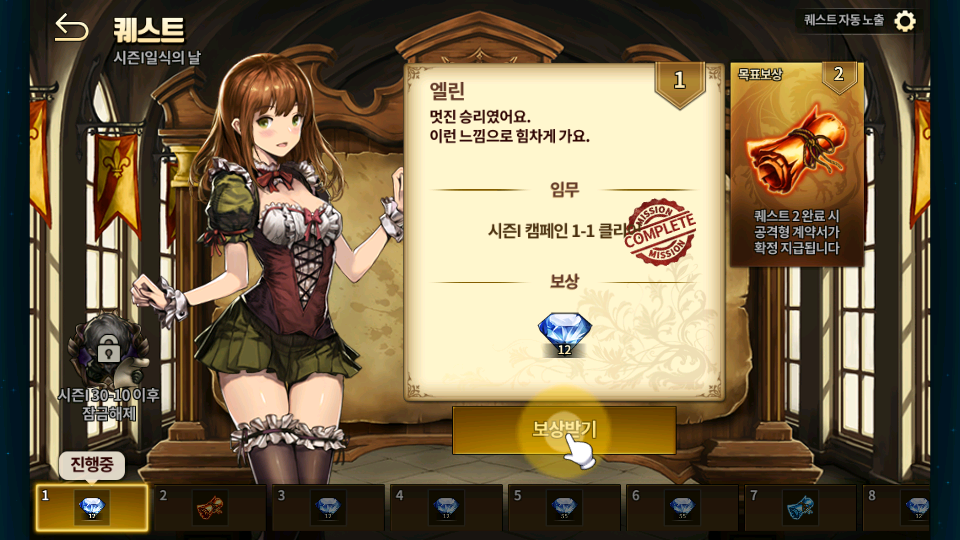 퀘스트
시즌I일식의 날
퀘스트 자동 노출
엘린
1
멋진 승리였어요.
이런 느낌으로 힘차게 가요.
임무
시즌I 캠페인 1-1 클리
MISSION
COMPLETE
MISSION
보상
12
보상받기
목표보상
2
퀘스트 2 완료 시
공격형 계약서가
확정 지급됩니다
시즌I 30-10 이후
잠금해제
진행중
1
12
2
3
12
4
12
5
6
7
8